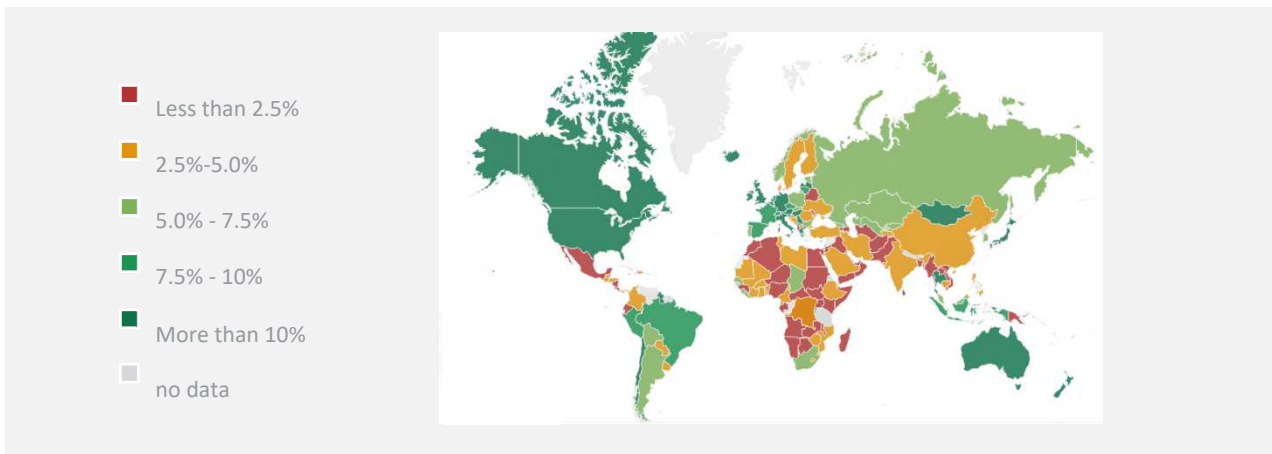 Less than 2.5%
2.5%-5.0%
5.0% - 7.5%
7.5% - 10%
More than 10%
no data